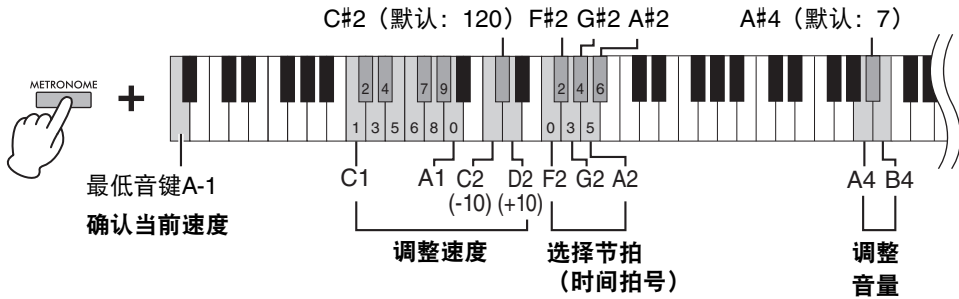 C#2（默认：120）F#2 G#2 A#2 A#4（默认：7）
METRONOME
+
2 4 7 9 2 4 6
1 3 5 6 8 0 0 3 5
最低音键A-1
确认当前速度
C1 A1 C2 D2 F2 G2 A2 A4 B4
(-10) (+10)
调整速度
选择节拍
（时间拍号）
调整
音量